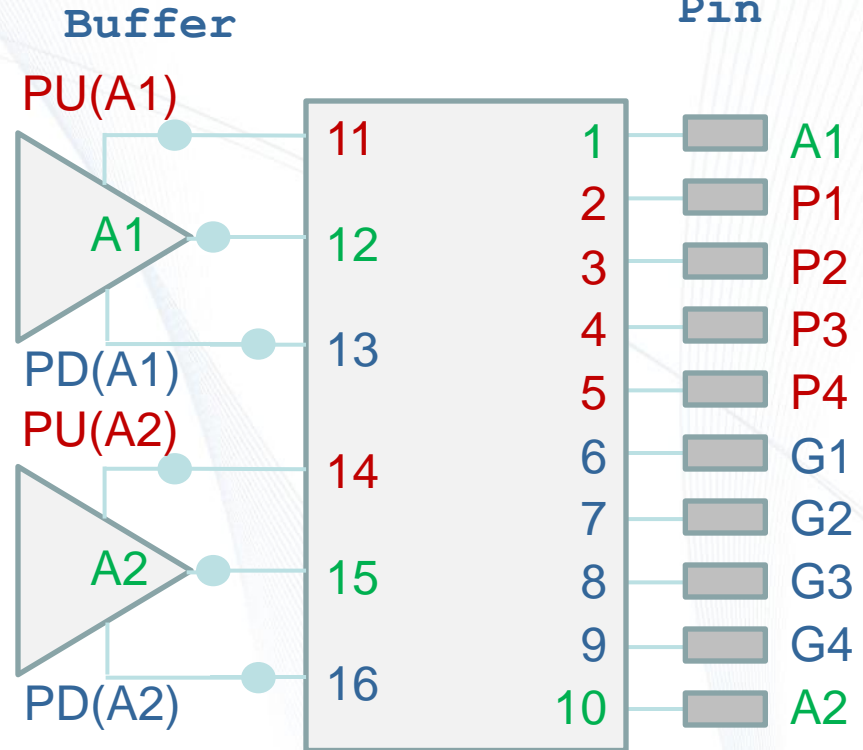 Buffer Pin
PU(A1)
11 1 A1
2 P1
A1 12
3 P2
4 P3
PD(A1) 13
5 P4
PU(A2)
14 6 G1
7 G2
A2 15 8 G3
9 G4
PD(A2) 16
10 A2